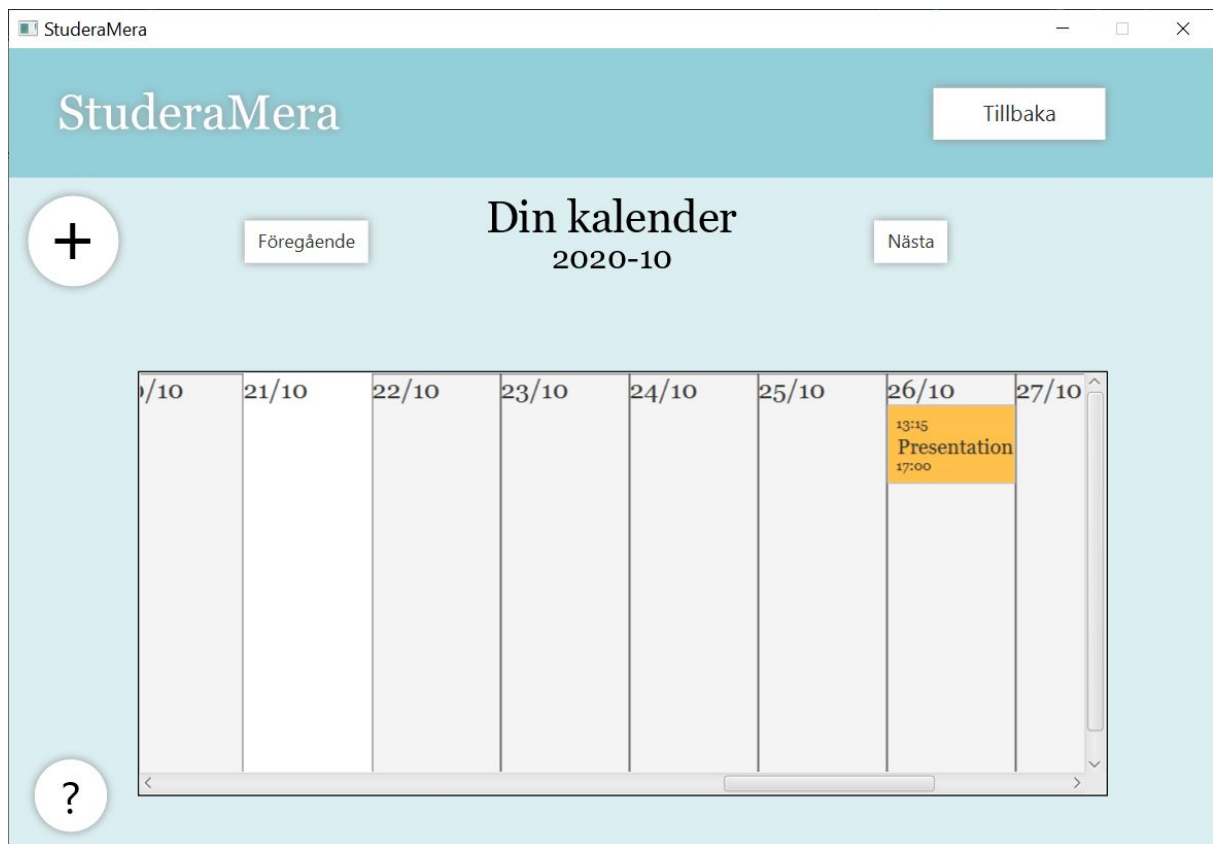 StuderaMera
StuderaMera
Tillbaka
+
Föregående
Din kalender
2020-10
Nästa
/10 21/10 22/10 23/10 24/10 25/10 26/10 27/10
13:15
Presentation
17:00
?